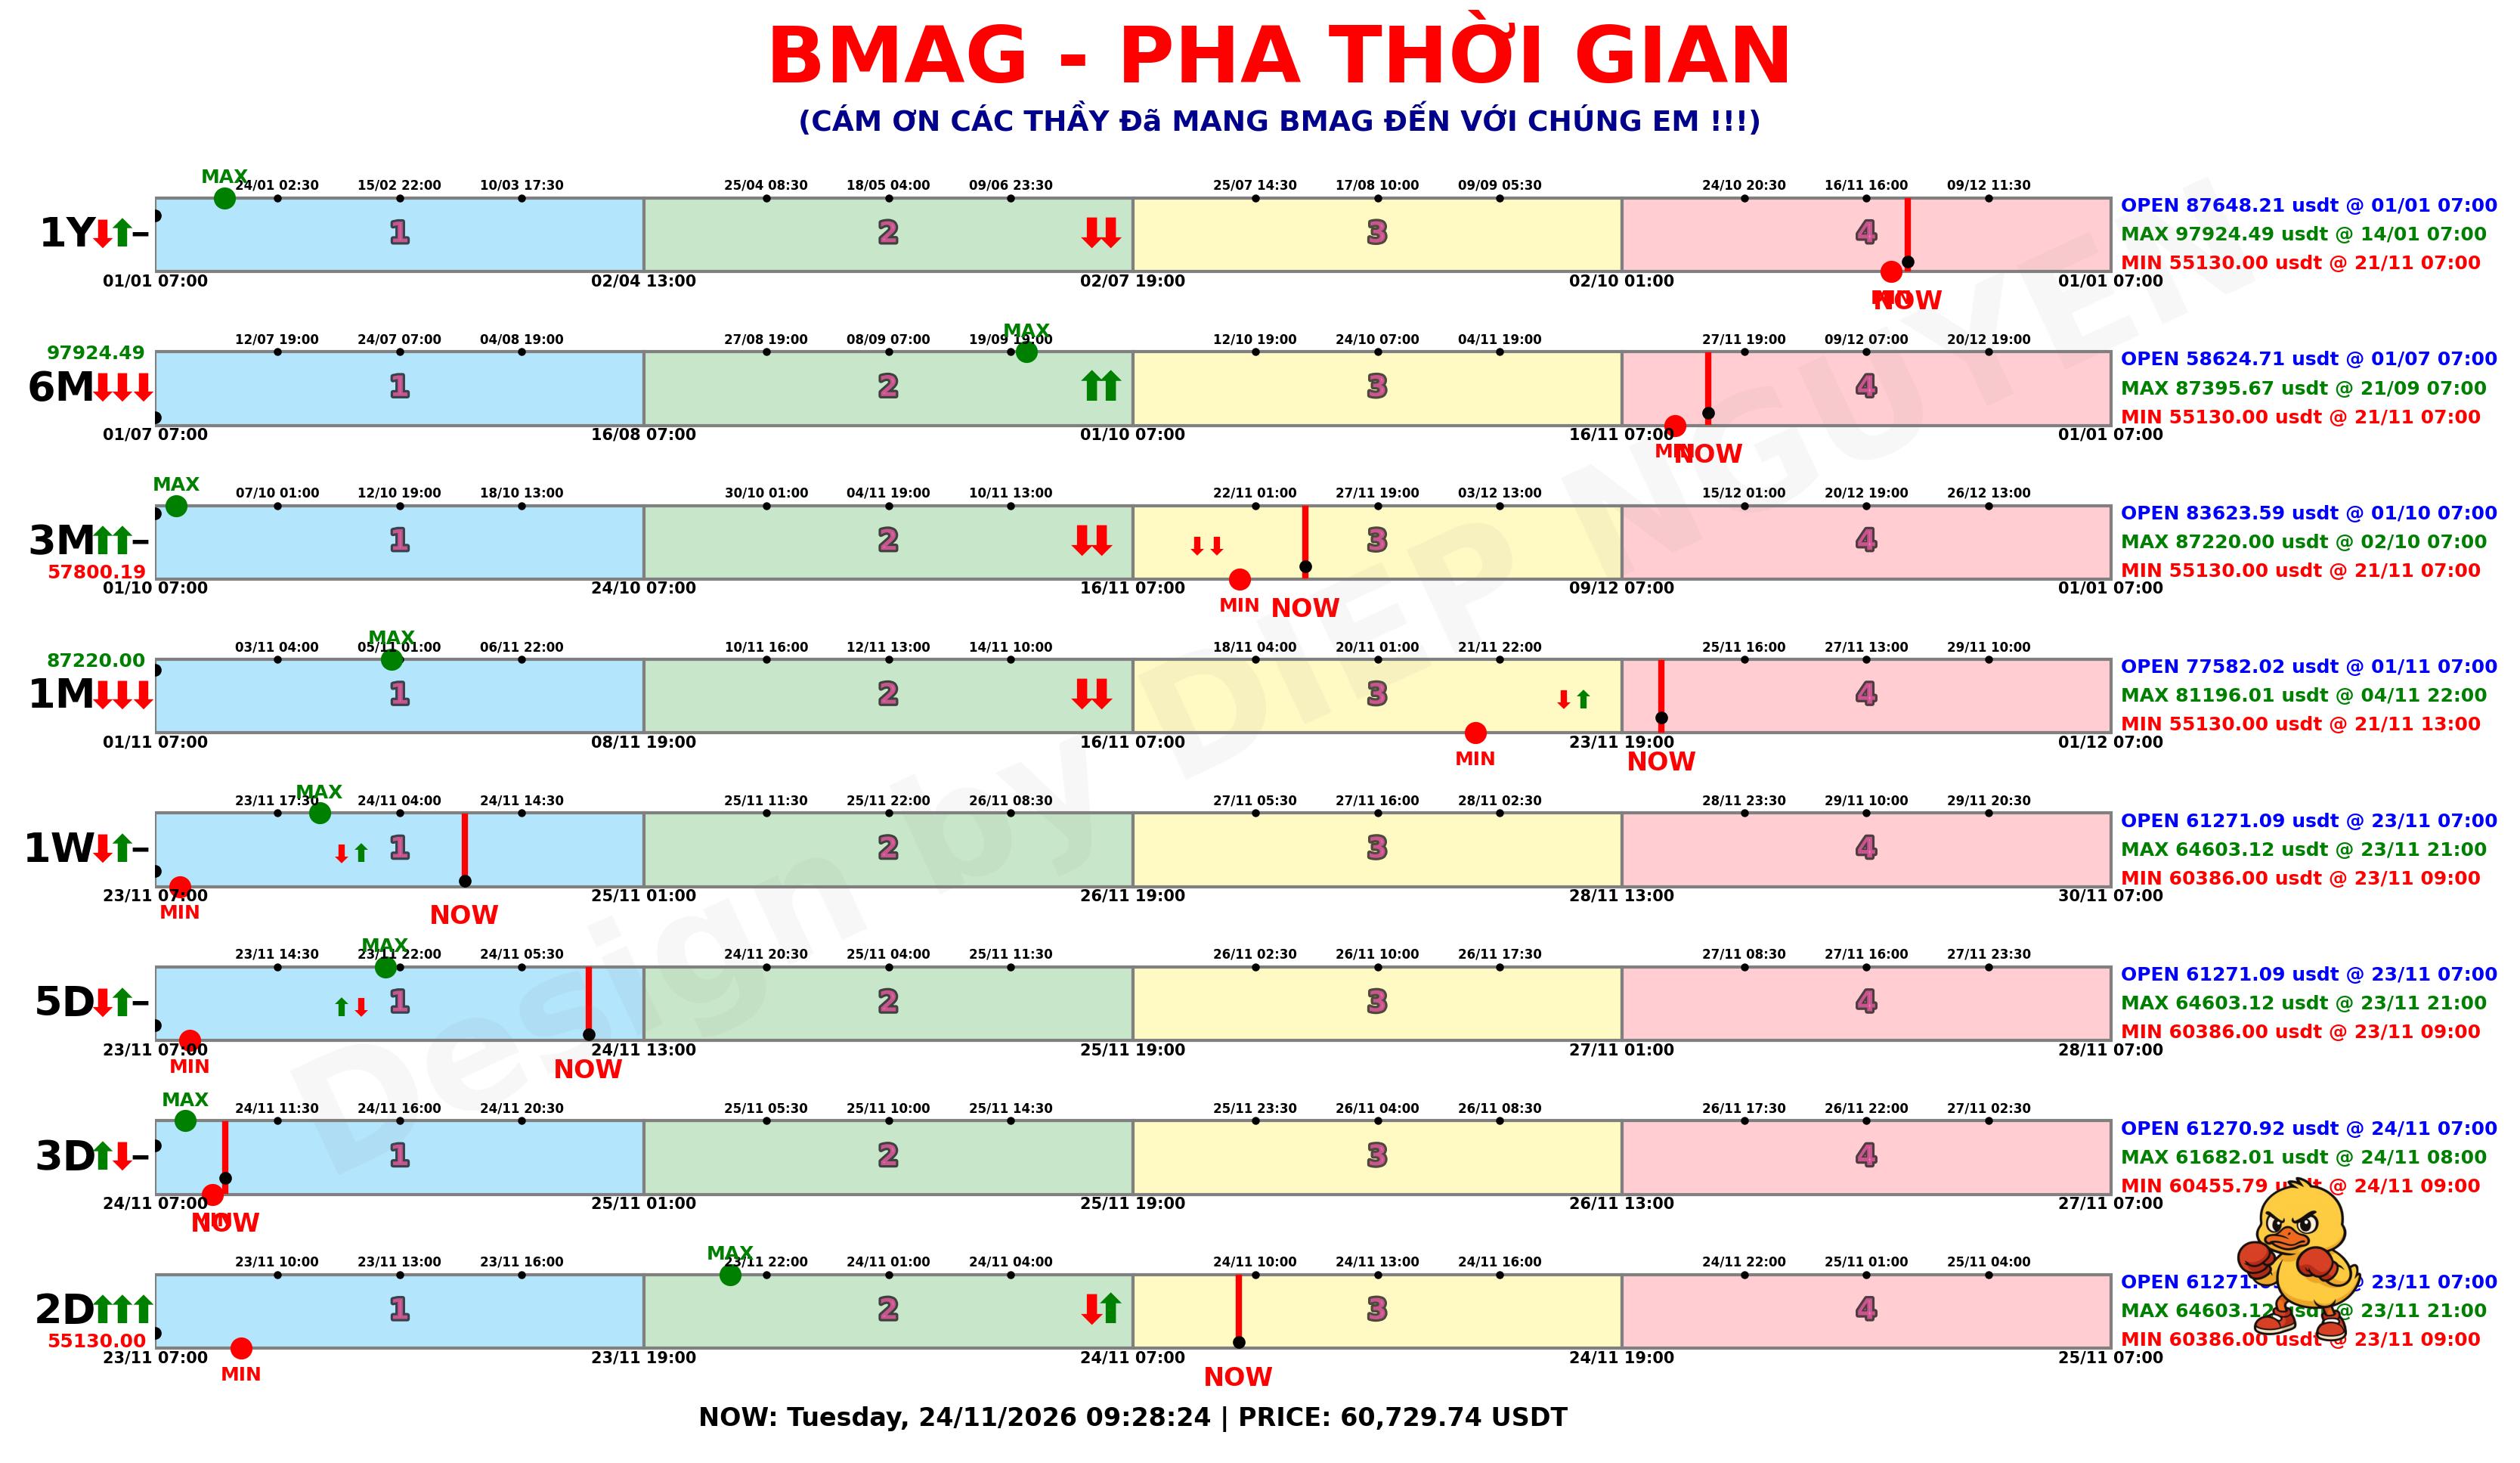 BMAG - PHA THỜI GIAN
(CÁM ƠN CÁC THẦY Đã MANG BMAG ĐẾN VỚI CHÚNG EM !!!)
MAX
24/01 02:30 15/02 22:00 10/03 17:30 25/04 08:30 18/05 04:00 09/06 23:30 25/07 14:30 17/08 10:00 09/09 05:30 24/10 20:30 16/11 16:00 09/12 11:30
1Y 1 2 3 4
OPEN 87648.21 usdt @ 01/01 07:00
MAX 97924.49 usdt @ 14/01 07:00
MIN 55130.00 usdt @ 21/11 07:00
01/01 07:00 02/04 13:00 02/07 19:00 02/10 01:00 01/01 07:00
MIN NOW
MAX
12/07 19:00 24/07 07:00 04/08 19:00 27/08 19:00 08/09 07:00 19/09 19:00 12/10 19:00 24/10 07:00 04/11 19:00 27/11 19:00 09/12 07:00 20/12 19:00
97924.49
6M 1 2 3 4
OPEN 58624.71 usdt @ 01/07 07:00
MAX 87395.67 usdt @ 21/09 07:00
MIN 55130.00 usdt @ 21/11 07:00
01/07 07:00 16/08 07:00 01/10 07:00 16/11 07:00 01/01 07:00
MIN NOW
MAX
07/10 01:00 12/10 19:00 18/10 13:00 30/10 01:00 04/11 19:00 10/11 13:00 22/11 01:00 27/11 19:00 03/12 13:00 15/12 01:00 20/12 19:00 26/12 13:00
3M 1 2 3 4
57800.19
OPEN 83623.59 usdt @ 01/10 07:00
MAX 87220.00 usdt @ 02/10 07:00
MIN 55130.00 usdt @ 21/11 07:00
01/10 07:00 24/10 07:00 16/11 07:00 09/12 07:00 01/01 07:00
MIN NOW
MAX
03/11 04:00 05/11 01:00 06/11 22:00 10/11 16:00 12/11 13:00 14/11 10:00 18/11 04:00 20/11 01:00 21/11 22:00 25/11 16:00 27/11 13:00 29/11 10:00
87220.00
1M 1 2 3 4
OPEN 77582.02 usdt @ 01/11 07:00
MAX 81196.01 usdt @ 04/11 22:00
MIN 55130.00 usdt @ 21/11 13:00
01/11 07:00 08/11 19:00 16/11 07:00 23/11 19:00 01/12 07:00
MIN NOW
MAX
23/11 17:30 24/11 04:00 24/11 14:30 25/11 11:30 25/11 22:00 26/11 08:30 27/11 05:30 27/11 16:00 28/11 02:30 28/11 23:30 29/11 10:00 29/11 20:30
1W 1 2 3 4
OPEN 61271.09 usdt @ 23/11 07:00
MAX 64603.12 usdt @ 23/11 21:00
MIN 60386.00 usdt @ 23/11 09:00
23/11 07:00 25/11 01:00 26/11 19:00 28/11 13:00 30/11 07:00
MIN NOW
MAX
23/11 14:30 23/11 22:00 24/11 05:30 24/11 20:30 25/11 04:00 25/11 11:30 26/11 02:30 26/11 10:00 26/11 17:30 27/11 08:30 27/11 16:00 27/11 23:30
5D 1 2 3 4
OPEN 61271.09 usdt @ 23/11 07:00
MAX 64603.12 usdt @ 23/11 21:00
MIN 60386.00 usdt @ 23/11 09:00
23/11 07:00 24/11 13:00 25/11 19:00 27/11 01:00 28/11 07:00
MIN NOW
MAX
24/11 11:30 24/11 16:00 24/11 20:30 25/11 05:30 25/11 10:00 25/11 14:30 25/11 23:30 26/11 04:00 26/11 08:30 26/11 17:30 26/11 22:00 27/11 02:30
3D 1 2 3 4
OPEN 61270.92 usdt @ 24/11 07:00
MAX 61682.01 usdt @ 24/11 08:00
MIN 60455.79 usdt @ 24/11 09:00
24/11 07:00 25/11 01:00 25/11 19:00 26/11 13:00 27/11 07:00
MIN NOW
MAX
23/11 10:00 23/11 13:00 23/11 16:00 23/11 22:00 24/11 01:00 24/11 04:00 24/11 10:00 24/11 13:00 24/11 16:00 24/11 22:00 25/11 01:00 25/11 04:00
2D 1 2 3 4
55130.00
OPEN 23/11 07:00
MAX 64603.12 usdt @ 23/11 21:00
MIN 60386.00 usdt @ 23/11 09:00
23/11 07:00 23/11 19:00 24/11 07:00 24/11 19:00 25/11 07:00
MIN NOW
NOW: Tuesday, 24/11/2026 09:28:24 | PRICE: 60,729.74 USDT
Design by DIEP NGUYEN